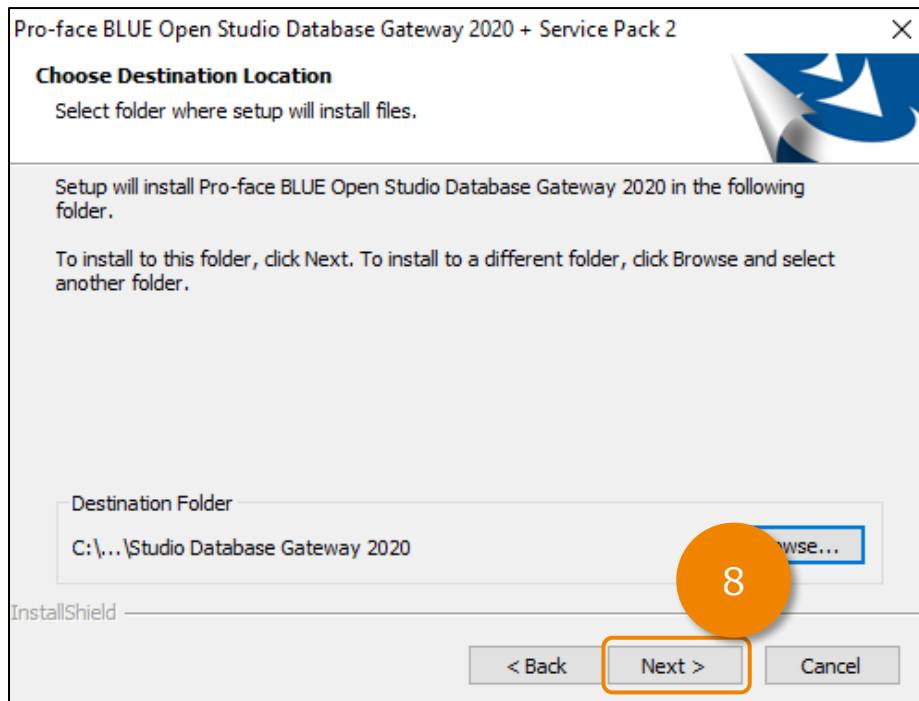 Pro-face BLUE Open Studio Database Gateway 2020 + Service Pack 2
Choose Destination Location
Select folder where setup will install files.
Setup will install Pro-face BLUE Open Studio Database Gateway 2020 in the following
folder.
To install to this folder, click Next. To install to a different folder, click Browse and select
another folder.
Destination Folder
C:\...\Studio Database Gateway 2020
owse...
8
InstallShield
< Back
Next >
Cancel